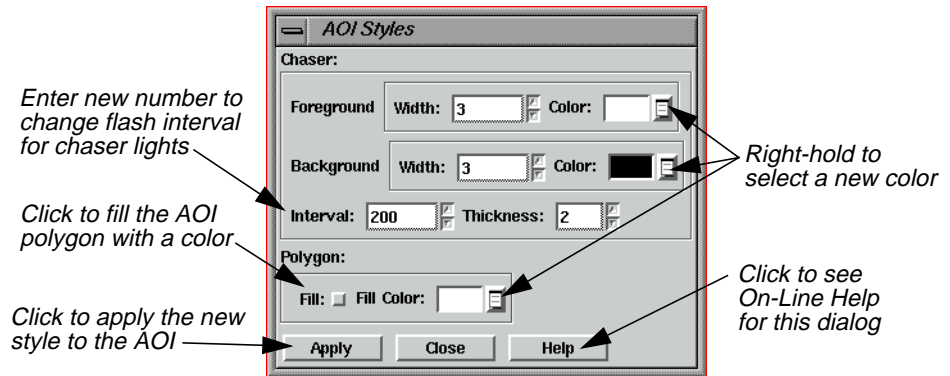 AOI Styles
Chaser:
Enter new number to
change flash interval
for chaser lights
Foreground Width: 3 Color:
Background Width: 3 Color:
Right-hold to
select a new color
Interval: 200 Thickness: 2
Click to fill the AOI
polygon with a color
Polygon:
Fill: Fill Color:
Click to see
On-Line Help
for this dialog
Click to apply the new
style to the AOI
Apply Close Help